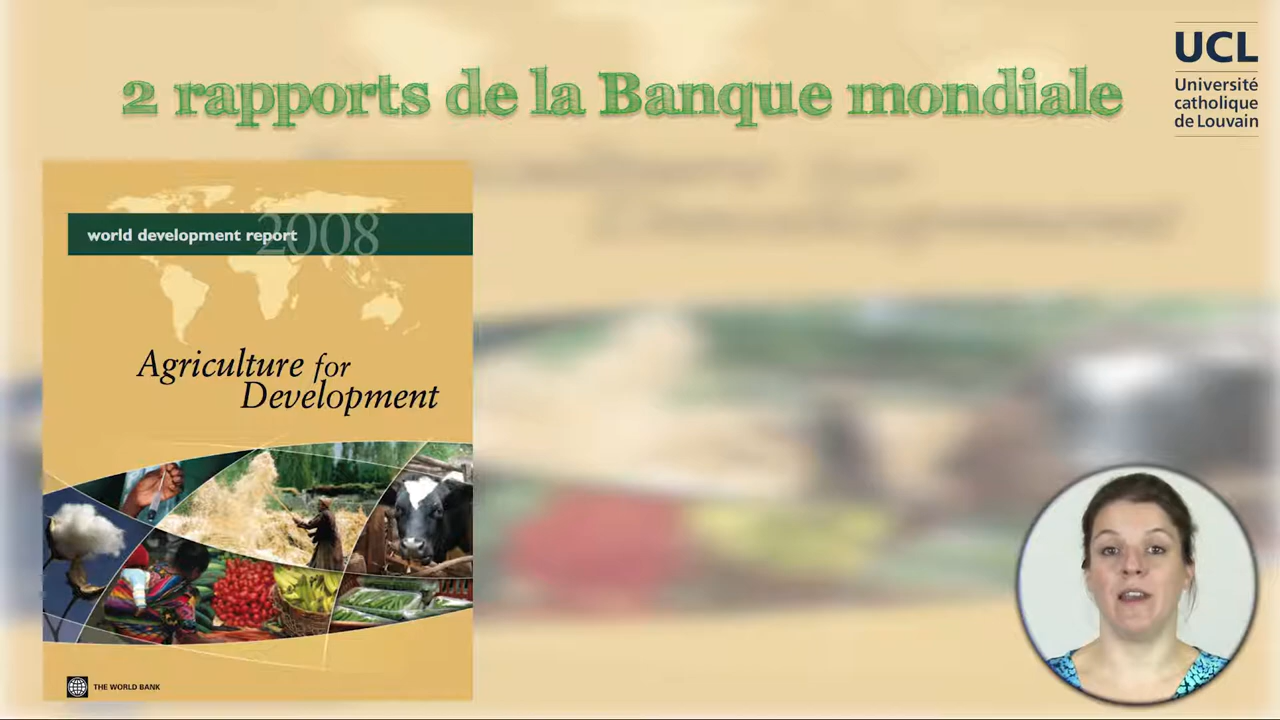 2 rapports de la Banque mondiale
UCL
Université
catholique
de Louvain
world development report 2008
Agriculture for
Development
THE WORLD BANK